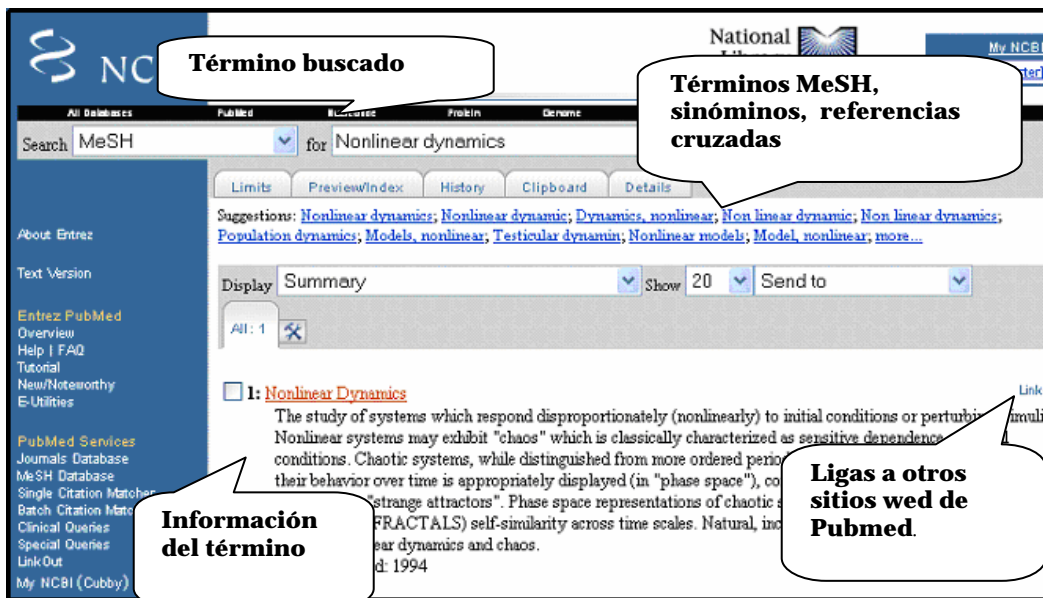 NC
National
My NCBI
Término buscado
Términos MeSH,
sinóminos, referencias
cruzadas
All Databases PubMed Protein Genome
Search MeSH for Nonlinear dynamics
Limits Preview/Index History Clipboard Details
Suggestions: Nonlinear dynamics; Nonlinear dynamic; Dynamics, nonlinear; Non linear dynamic; Non linear dynamics;
Population dynamics; Models, nonlinear; Testicular dynamin; Nonlinear models; Model, nonlinear; more...
About Entrez
Text Version
Display Summary Show 20 Send to
All: 1
Entrez PubMed
Overview
Help | FAQ
Tutorial
New/Noteworthy
E-Utilities
PubMed Services
Journals Database
MeSH Database
Single Citation Matcher
Batch Citation Matc
Clinical Queries
Special Queries
LinkOut
My NCBI (Cubby)
1: Nonlinear Dynamics
Link
The study of systems which respond disproportionately (nonlinearly) to initial conditions or perturbing
Nonlinear systems may exhibit "chaos" which is classically characterized as sensitive dependence
conditions. Chaotic systems, while distinguished from more ordered
their behavior over time is appropriately displayed (in "phase space"),
"strange attractors". Phase space representations of chaotic
FRACTALS) self-similarity across time scales. Natural,
ear dynamics and chaos.
d: 1994
Información
del término
Ligas a otros
sitios wed de
Pubmed.